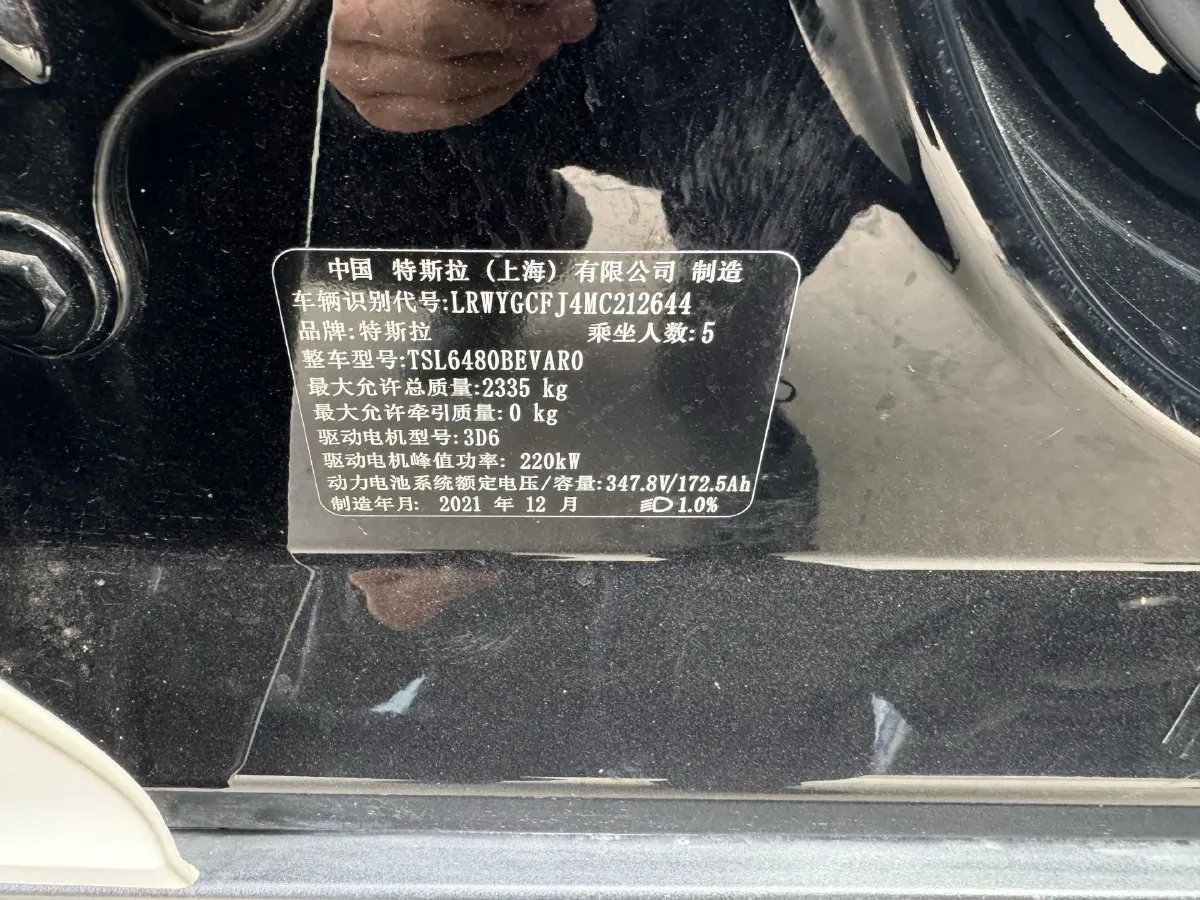 中国 特斯拉 (上海) 有限公司 制造
车辆识别代号:LRWYGCFJ4MC212644
品牌:特斯拉 乘坐人数:5
整车型号:TSL6480BEVAR0
最大允许总质量:2335 kg
最大允许牵引质量:0 kg
驱动电机型号:3D6
驱动电机峰值功率: 220kW
动力电池系统额定电压/容量:347.8V/172.5Ah
制造年月: 2021 年 12 月 1.0%